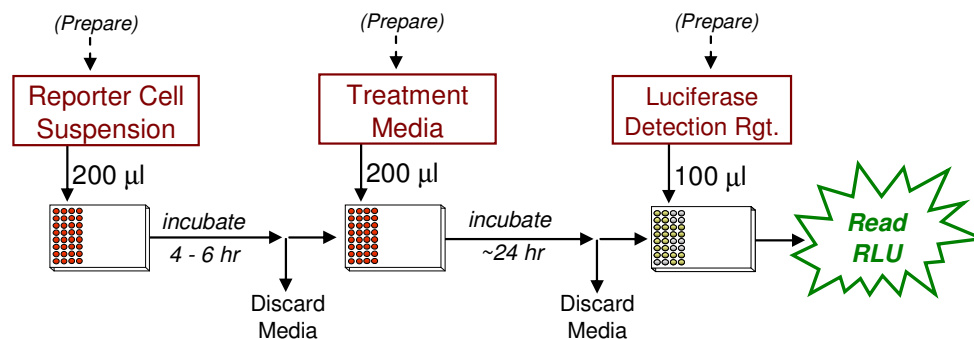 (Prepare)
(Prepare)
(Prepare)
Reporter Cell
Suspension
Treatment
Media
Luciferase
Detection Rgt.
200 μl
200 μl
100 μl
incubate
4 - 6 hr
incubate
~24 hr
Read
RLU
Discard
Media
Discard
Media